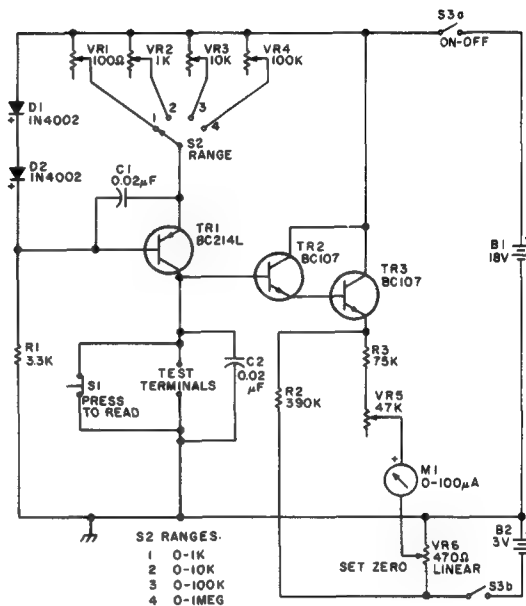 S3a
ON-OFF
VR1
100Ω
VR2
1K
VR3
10K
VR4
100K
D1
1N4002
+
D2
1N4002
+
1
2
3
4
S2
RANGE
C1
0.02µF
TR1
BC214L
TR2
BC107
TR3
BC107
B1
18V
R1
3.3K
S1
PRESS
TO READ
TEST
TERMINALS
C2
0.02
µF
R2
390K
R3
75K
VR5
47K
+
M1
0-100µA
S2 RANGES.
1 0-1K
2 0-10K
3 0-100K
4 0-1MEG
SET ZERO
VR6
470Ω
LINEAR
B2
3V
S3b